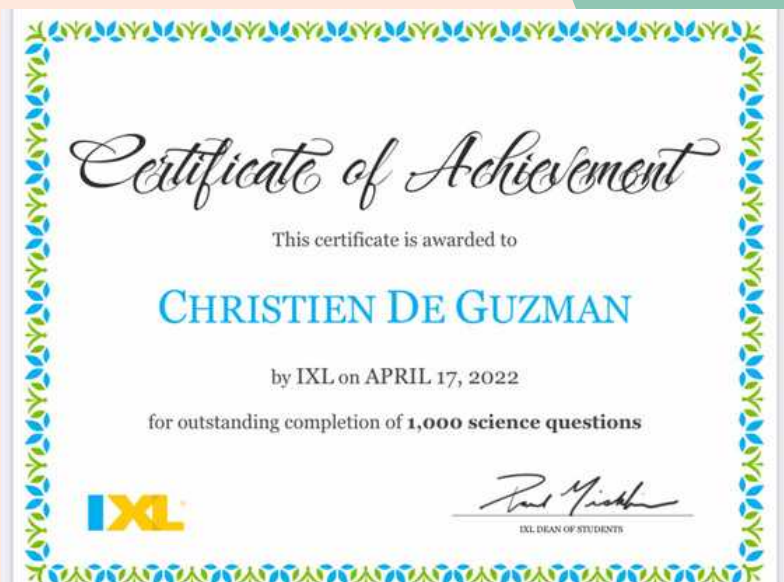 Certificate of Achievement
This certificate is awarded to
CHRISTIEN DE GUZMAN
by IXL on APRIL 17, 2022
for outstanding completion of 1,000 science questions
IXL
IXL DEAN OF STUDENTS